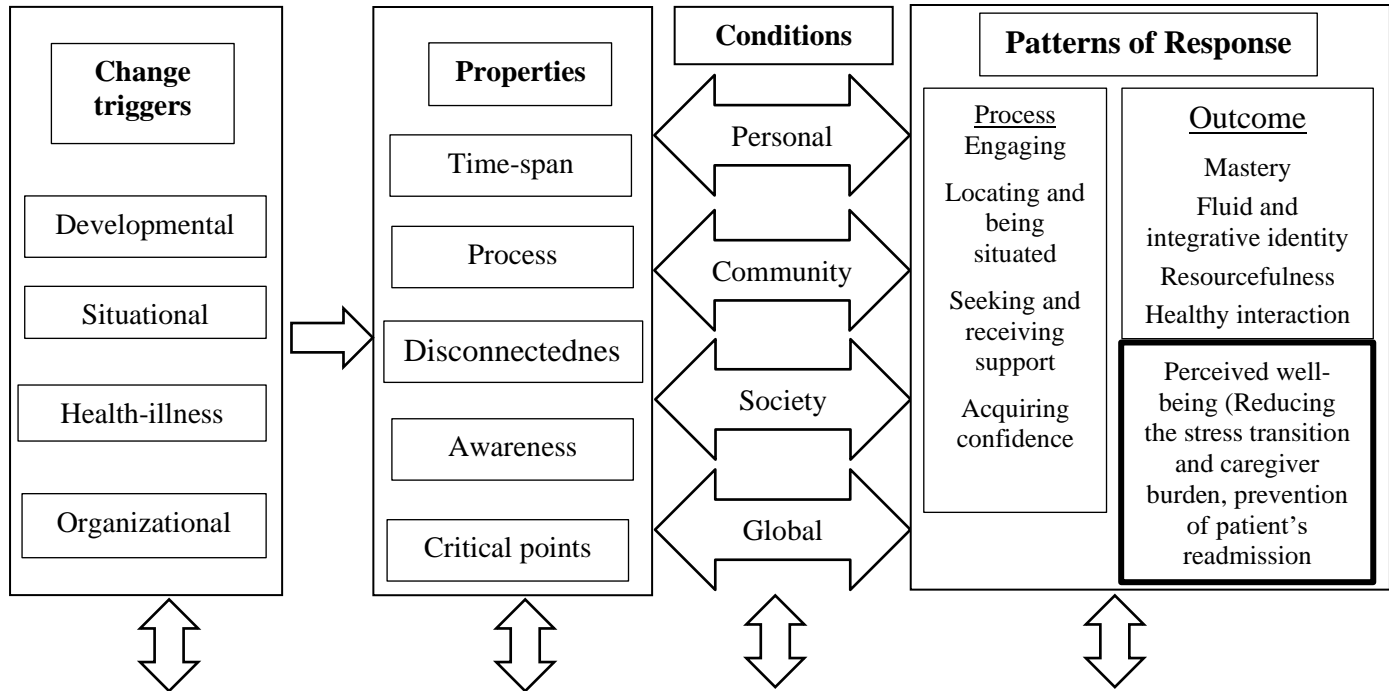 Change
triggers
Developmental
Situational
Health-illness
Organizational
Properties
Time-span
Process
Disconnectednes
Awareness
Critical points
Conditions
Personal
Community
Society
Global
Patterns of Response
Process
Engaging
Locating and
being
situated
Seeking and
receiving
support
Acquiring
confidence
Outcome
Mastery
Fluid and
integrative identity
Resourcefulness
Healthy interaction
Perceived well-
being (Reducing
the stress transition
and caregiver
burden, prevention
of patient’s
readmission